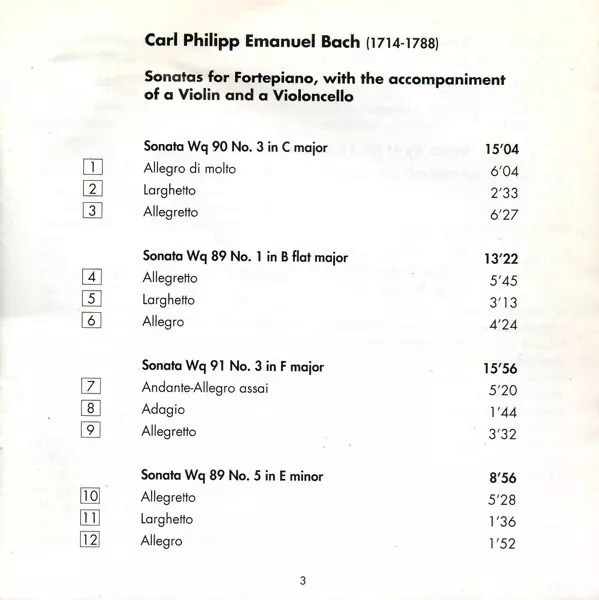 Carl Philipp Emanuel Bach (1714-1788)
Sonatas for Fortepiano, with the accompaniment
of a Violin and a Violoncello
Sonata Wq 90 No. 3 in C major 15'04
1 Allegro di molto 6'04
2 Larghetto 2'33
3 Allegretto 6'27
Sonata Wq 89 No. 1 in B flat major 13'22
4 Allegretto 5'45
5 Larghetto 3'13
6 Allegro 4'24
Sonata Wq 91 No. 3 in F major 15'56
7 Andante-Allegro assai 5'20
8 Adagio 1'44
9 Allegretto 3'32
Sonata Wq 89 No. 5 in E minor 8'56
10 Allegretto 5'28
11 Larghetto 1'36
12 Allegro 1'52
3